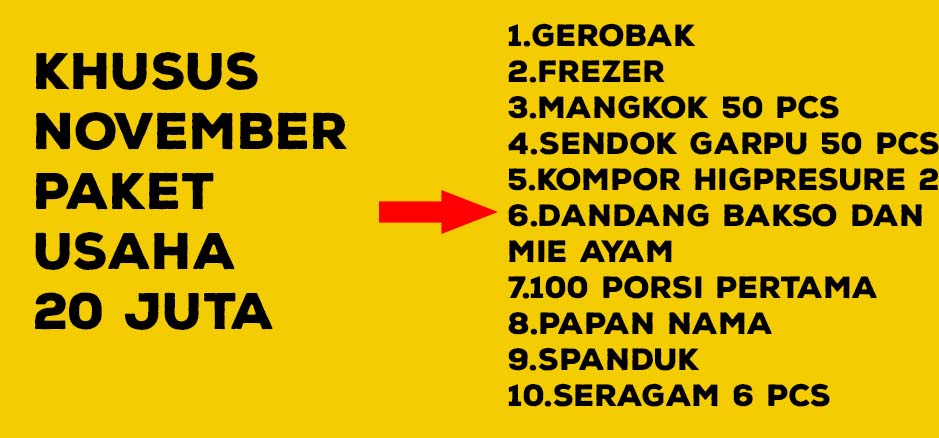 KHUSUS
NOVEMBER
PAKET
USAHA
20 JUTA
1.GEROBAK
2.FREZER
3.MANGKOK 50 PCS
4.SENDOK GARPU 50 PCS
5.KOMPOR HIGPRESURE 2
6.DANDANG BAKSO DAN
MIE AYAM
7.100 PORSI PERTAMA
8.PAPAN NAMA
9.SPANDUK
10.SERAGAM 6 PCS